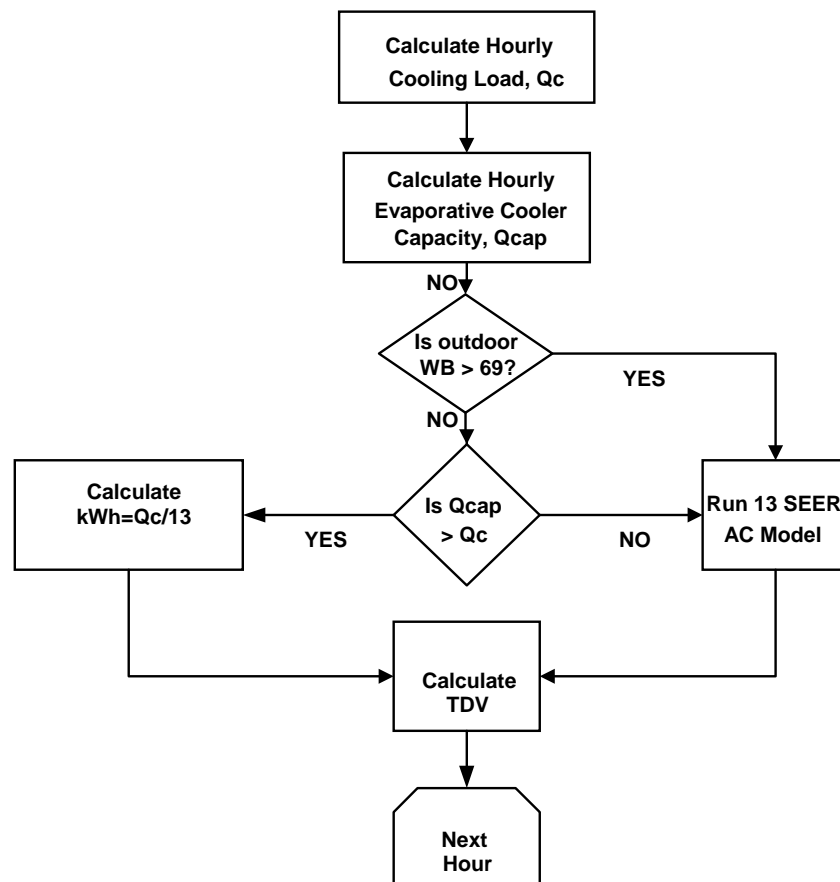 Calculate Hourly
Cooling Load, Qc
Calculate Hourly
Evaporative Cooler
Capacity, Qcap
NO
Is outdoor
WB > 69?
YES
NO
Calculate
kWh=Qc/13
Is Qcap
> Qc
YES
NO
Run 13 SEER
AC Model
Calculate
TDV
Next
Hour